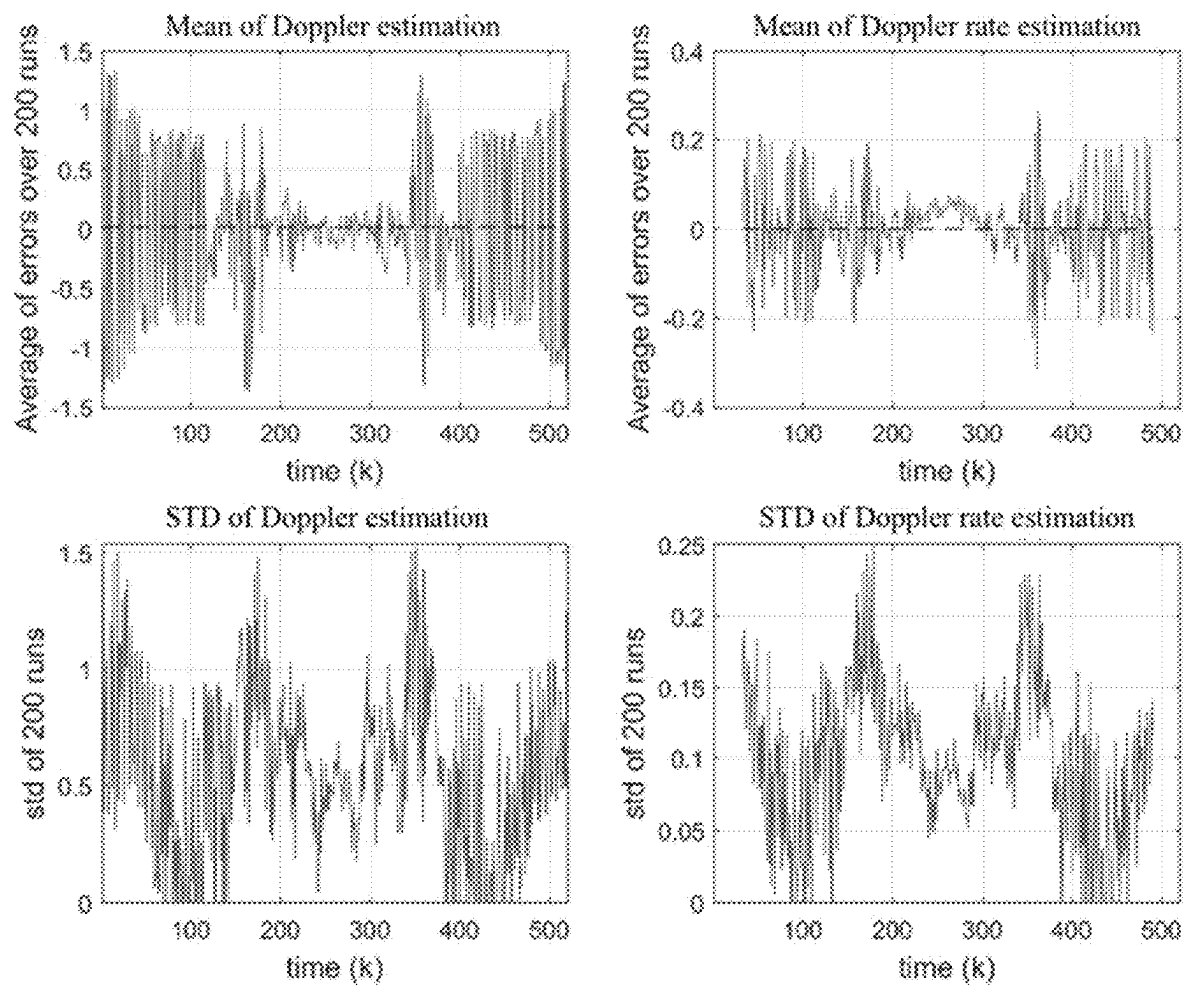 Mean of Doppler estimation
Average of errors over 200 runs
1.5
1
0.5
0
-0.5
-1
-1.5
100 200 300 400 500
time (k)
Mean of Doppler rate estimation
Average of errors over 200 runs
0.4
0.2
0
-0.2
-0.4
100 200 300 400 500
time (k)
STD of Doppler estimation
std of 200 runs
1.5
1
0.5
0
100 200 300 400 500
time (k)
STD of Doppler rate estimation
std of 200 runs
0.25
0.2
0.15
0.1
0.05
0
100 200 300 400 500
time (k)